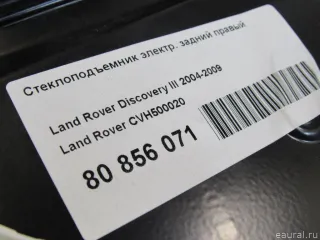 Стеклоподъемник электр. задний правый
Land Rover Discovery III 2004-2009
Land Rover CVH500020
80 856 071
eaural.ru/